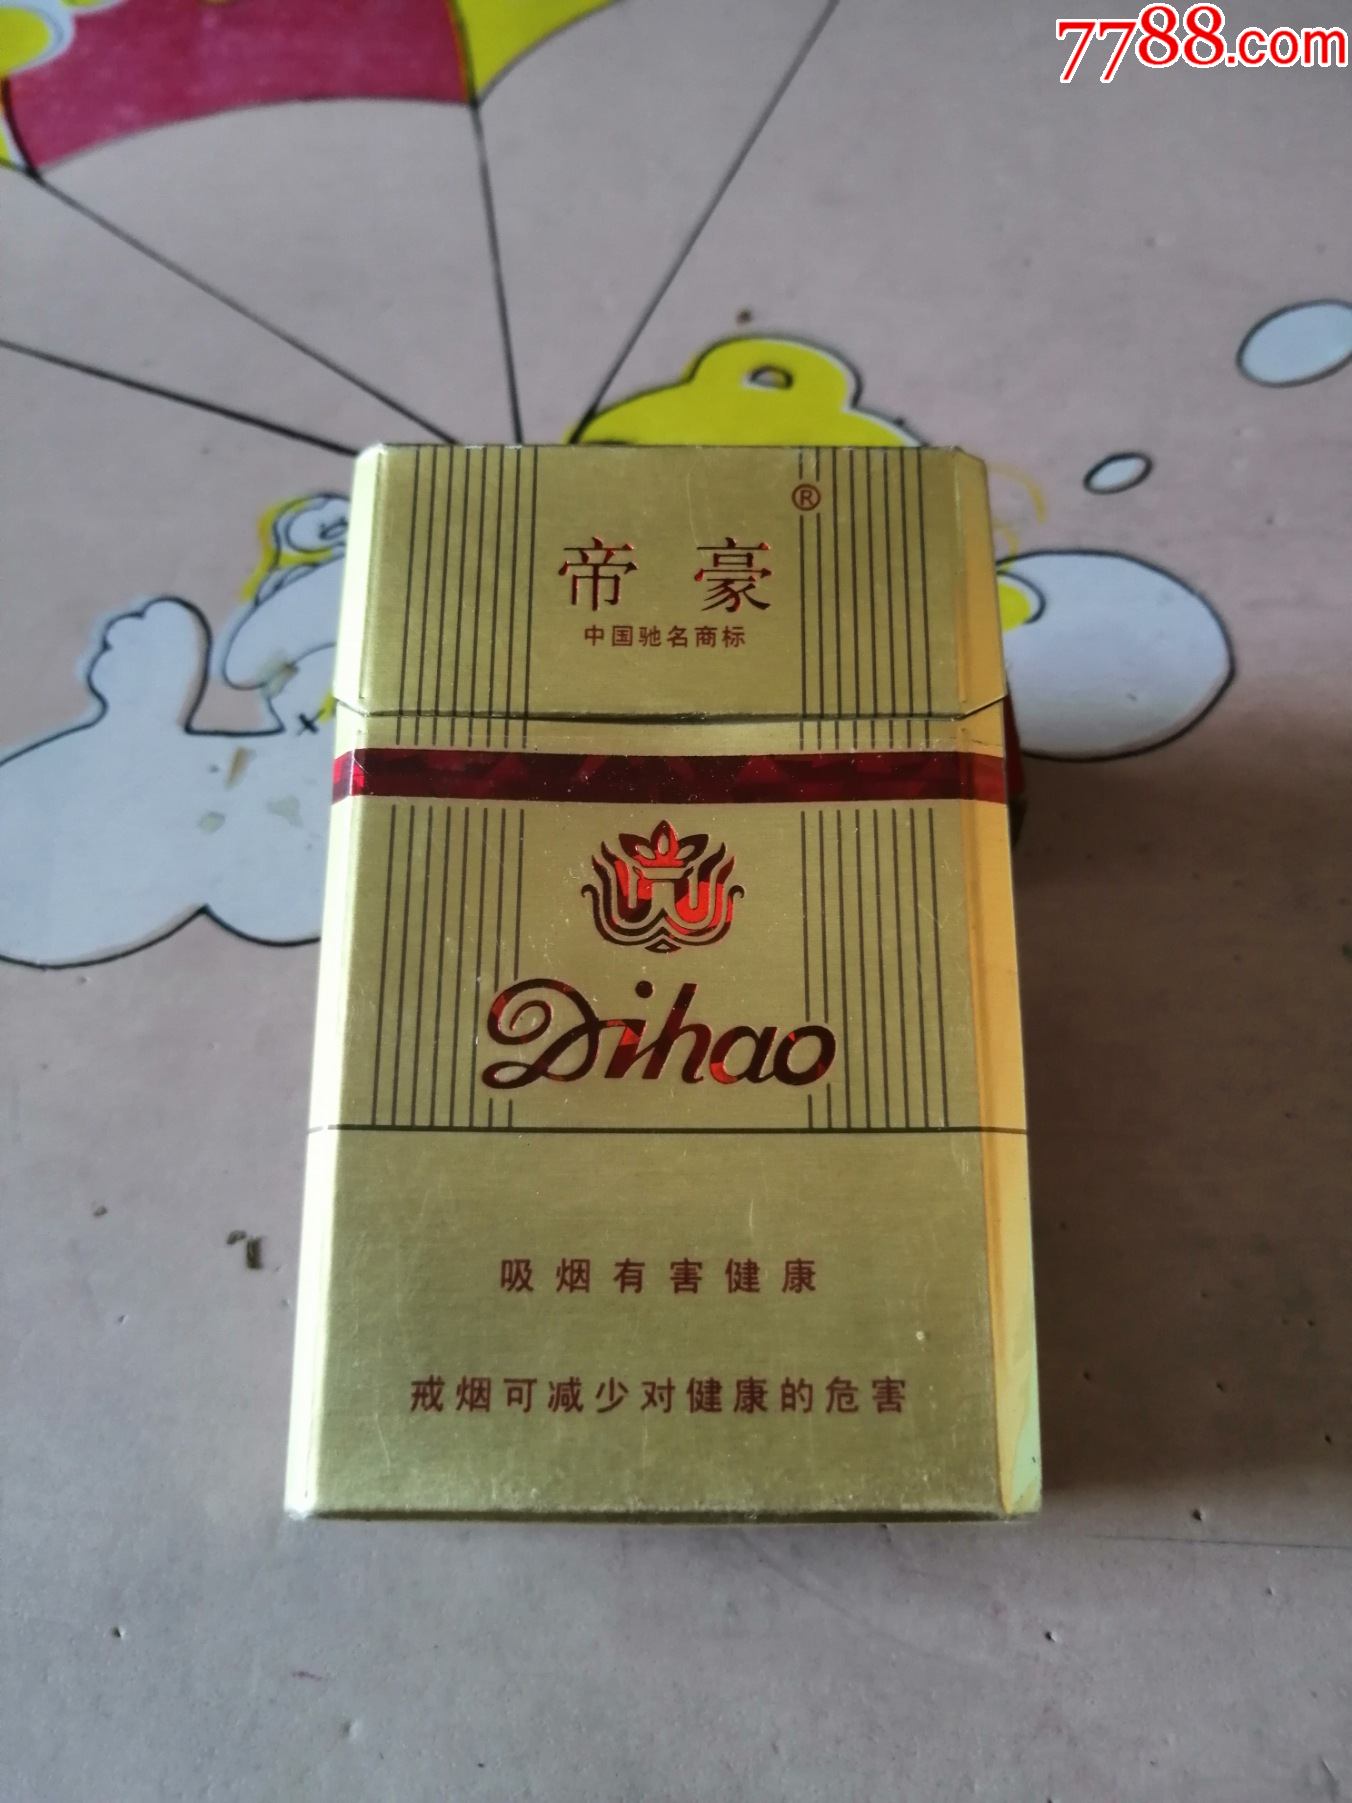 7788.com
帝豪®
中国驰名商标
Dihao
吸烟有害健康
戒烟可减少对健康的危害